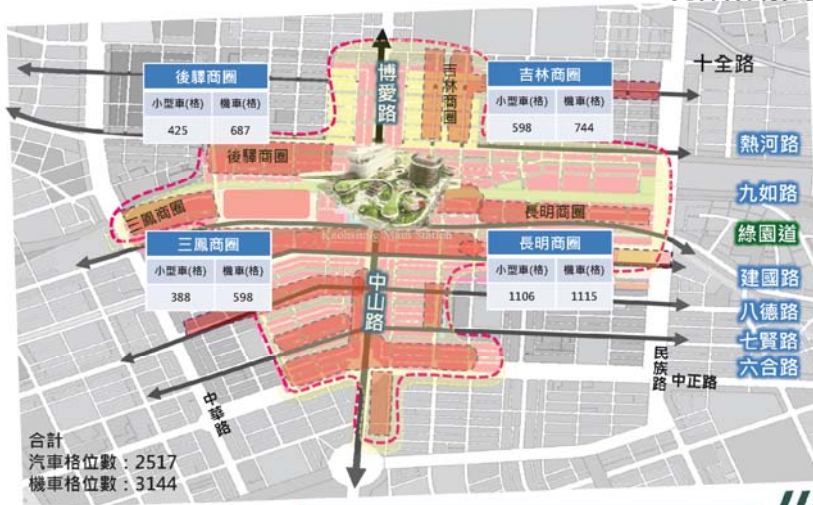 十全路
博愛路
吉林商圈
後驛商圈
小型車(格) 機車(格)
425 687
吉林商圈
小型車(格) 機車(格)
598 744
熱河路
後驛商圈
九如路
三鳳商圈
長明商圈
綠園道
Kaohsiung Main Station
三鳳商圈
小型車(格) 機車(格)
388 598
長明商圈
小型車(格) 機車(格)
1106 1115
中山路
建國路
八德路
七賢路
六合路
民族路
中正路
中華路
合計
汽車格位數：2517
機車格位數：3144